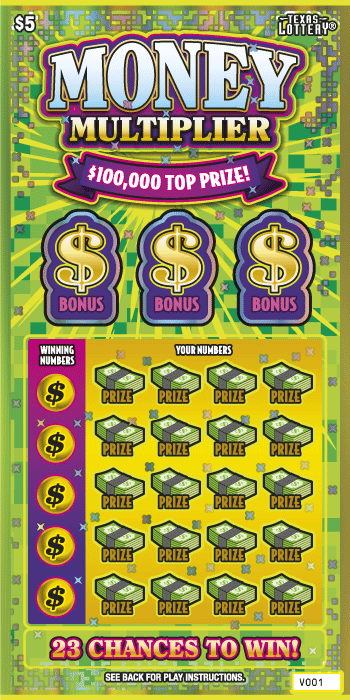 $5
TEXAS
LOTTERY®
MONEY
MULTIPLIER
$100,000 TOP PRIZE!
$ $ $
BONUS BONUS BONUS
WINNING
NUMBERS
YOUR NUMBERS
$
PRIZE PRIZE PRIZE PRIZE
$
PRIZE PRIZE PRIZE PRIZE
$
PRIZE PRIZE PRIZE PRIZE
$
PRIZE PRIZE PRIZE PRIZE
$
PRIZE PRIZE PRIZE PRIZE
23 CHANCES TO WIN!
SEE BACK FOR PLAY INSTRUCTIONS.
V001